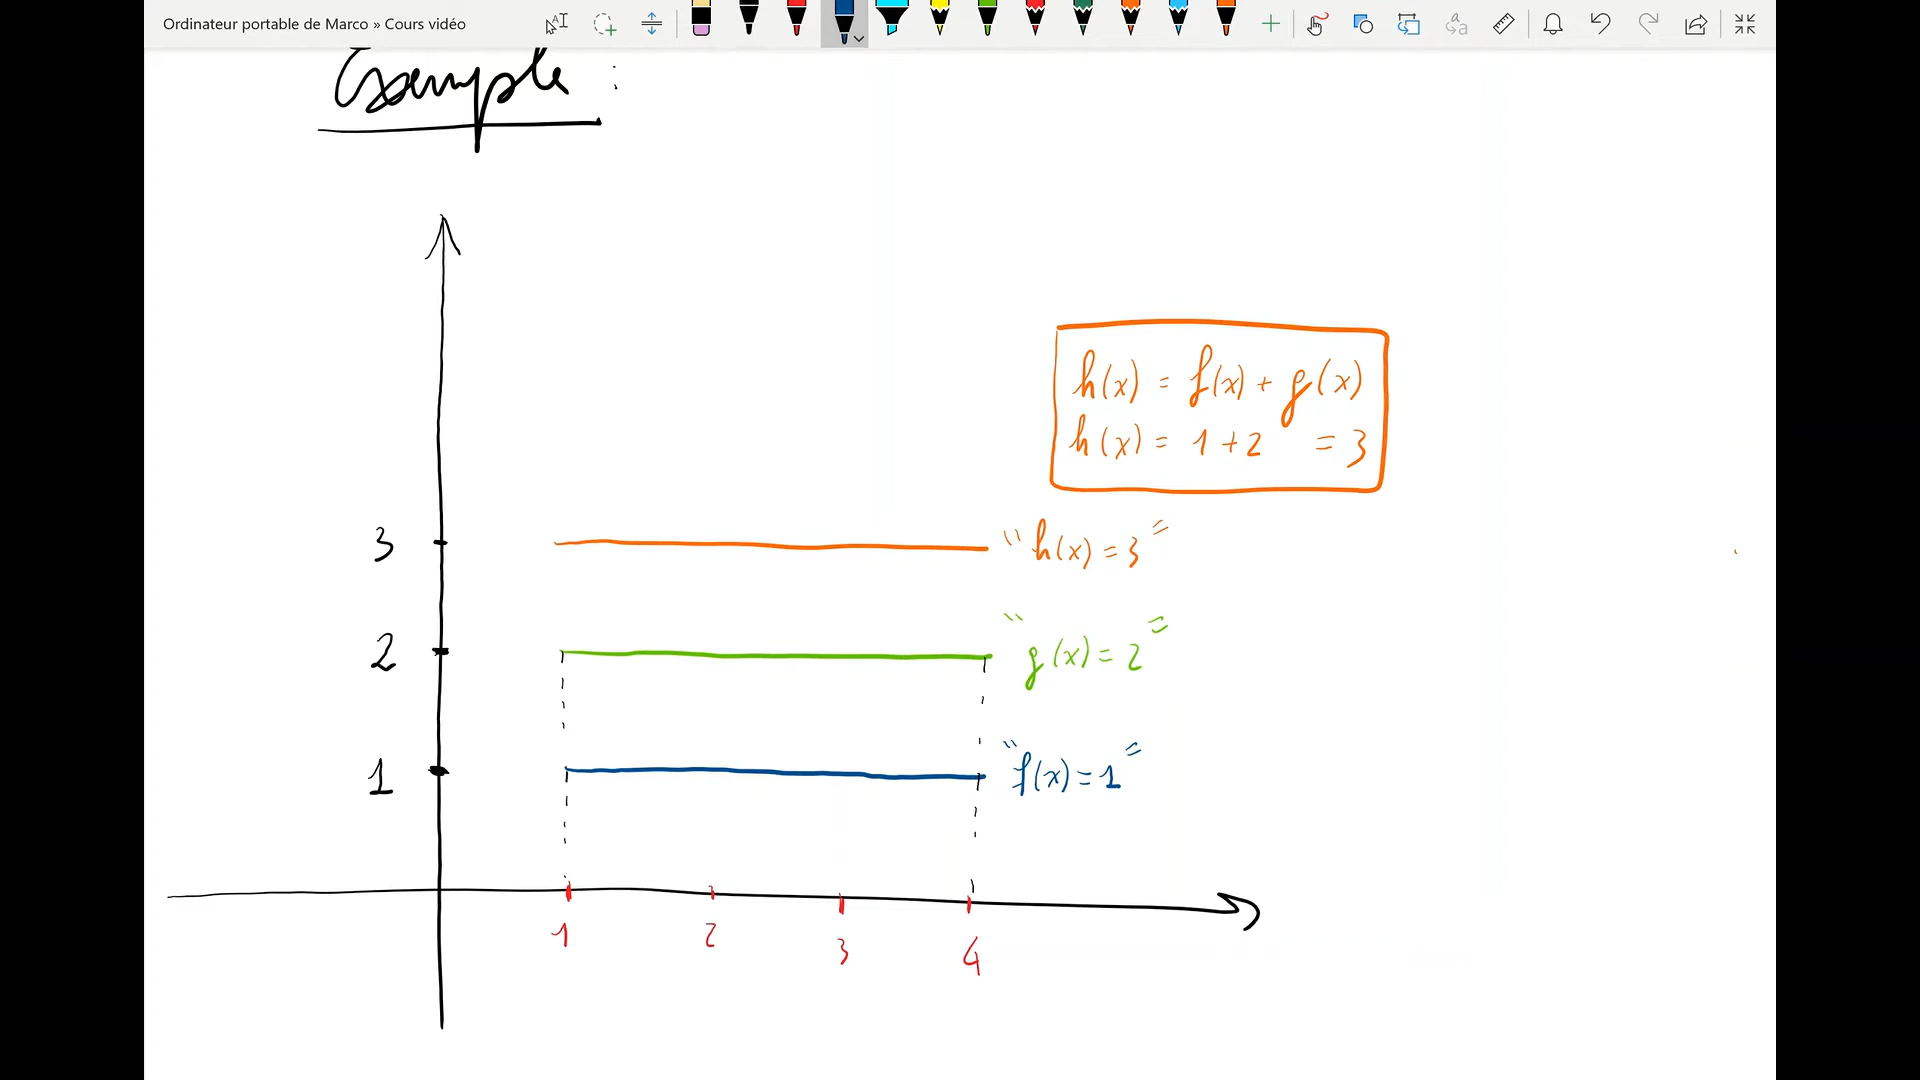 Ordinateur portable de Marco » Cours vidéo
Exemple :
h(x) = f(x) + g(x)
h(x) = 1+2 = 3
3
"h(x) = 3"
2
"g(x) = 2"
1
"f(x) = 1"
1 2 3 4